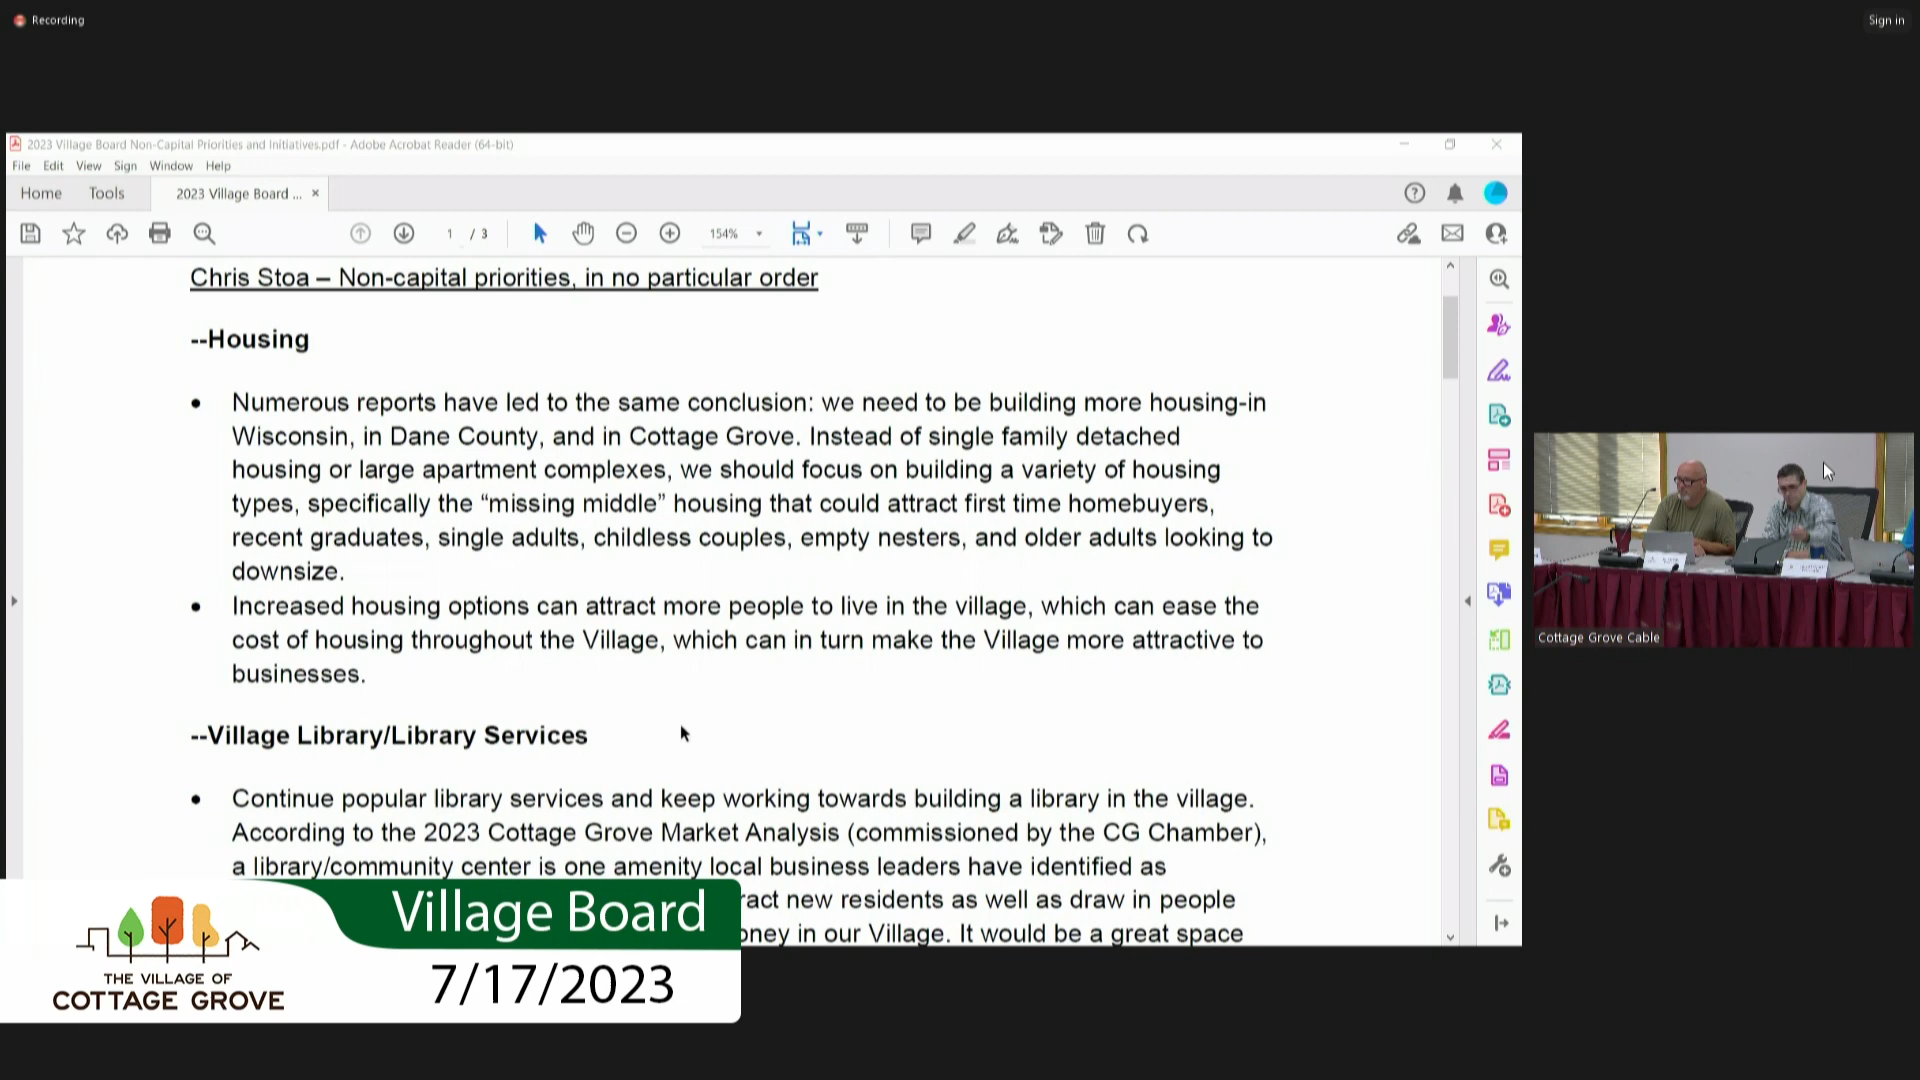 Recording
Sign in
2023 Village Board Non-Capital Priorities and Initiatives.pdf - Adobe Acrobat Reader (64-bit)
File Edit View Sign Window Help
Home Tools 2023 Village Board ... ×
1 / 3 154%
Chris Stoa – Non-capital priorities, in no particular order
--Housing
• Numerous reports have led to the same conclusion: we need to be building more housing-in
Wisconsin, in Dane County, and in Cottage Grove. Instead of single family detached
housing or large apartment complexes, we should focus on building a variety of housing
types, specifically the “missing middle” housing that could attract first time homebuyers,
recent graduates, single adults, childless couples, empty nesters, and older adults looking to
downsize.
• Increased housing options can attract more people to live in the village, which can ease the
cost of housing throughout the Village, which can in turn make the Village more attractive to
businesses.
--Village Library/Library Services
• Continue popular library services and keep working towards building a library in the village.
According to the 2023 Cottage Grove Market Analysis (commissioned by the CG Chamber),
a library/community center is one amenity local business leaders have identified as
ract new residents as well as draw in people
oney in our Village. It would be a great space
Cottage Grove Cable
Village Board
7/17/2023
THE VILLAGE OF
COTTAGE GROVE